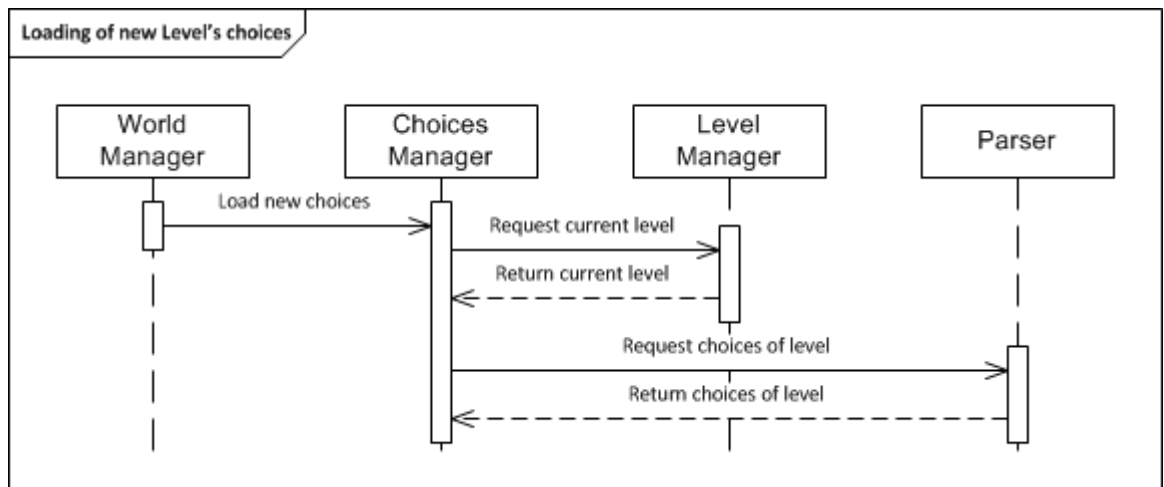 Loading of new Level's choices
World
Manager
Choices
Manager
Level
Manager
Parser
Load new choices
Request current level
Return current level
Request choices of level
Return choices of level